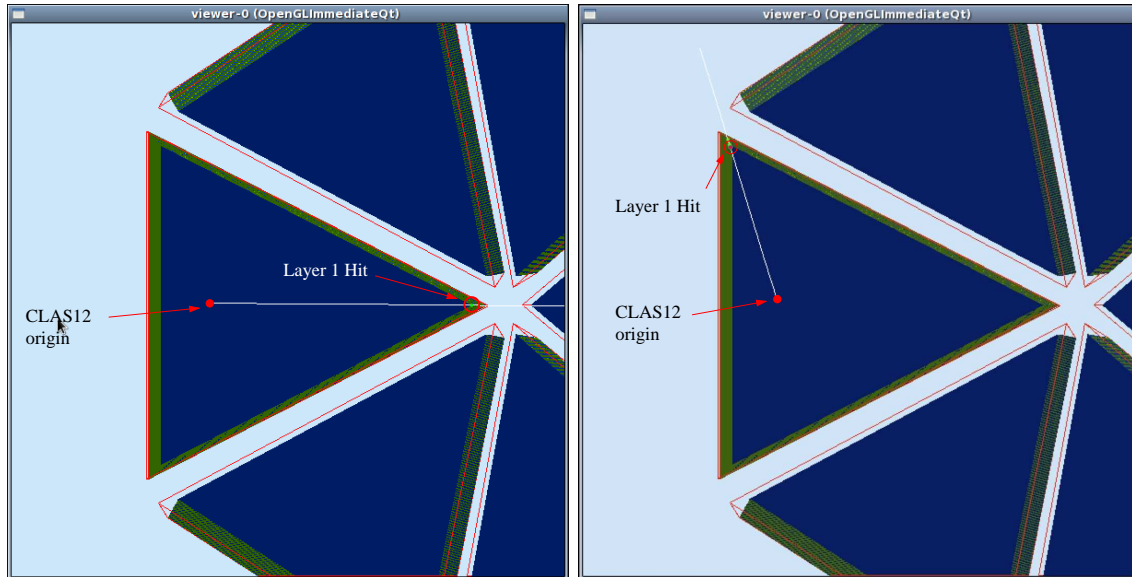 viewer-0 (OpenGLImmediateQt)
Layer 1 Hit
CLAS12
origin
viewer-0 (OpenGLImmediateQt)
Layer 1 Hit
CLAS12
origin